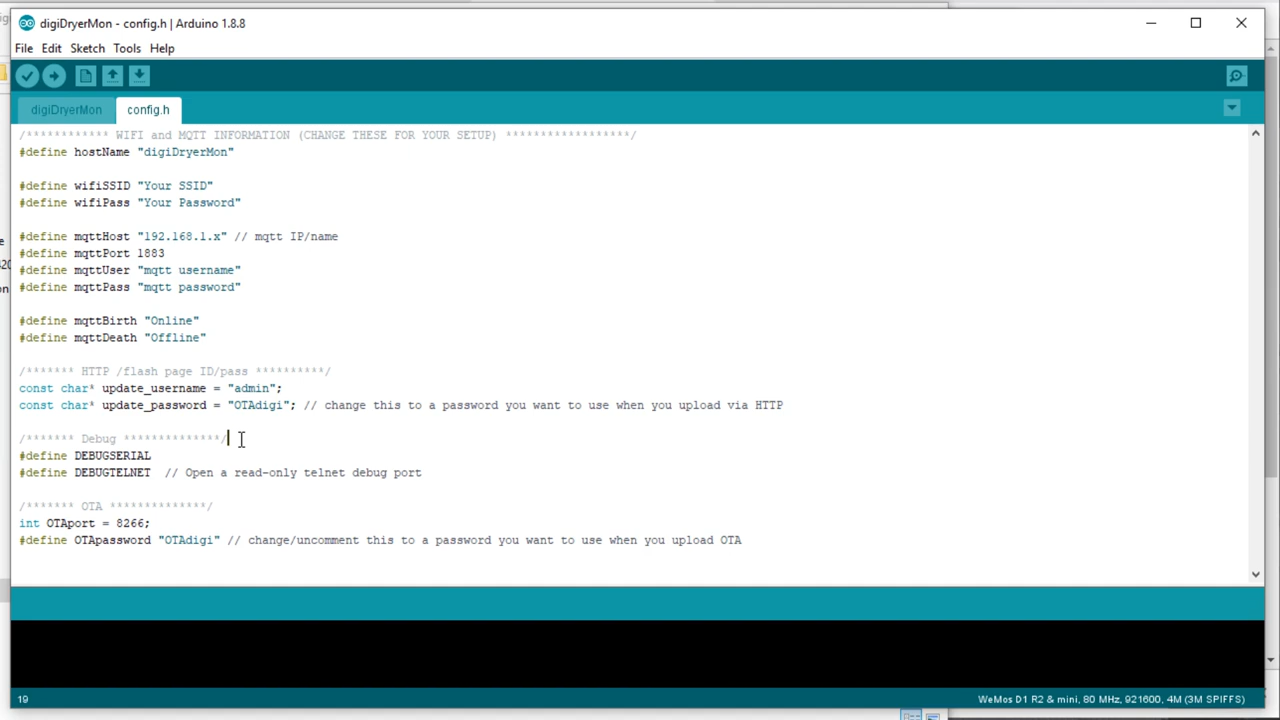 digiDryerMon - config.h | Arduino 1.8.8
File Edit Sketch Tools Help
digiDryerMon config.h
/************ WIFI and MQTT INFORMATION (CHANGE THESE FOR YOUR SETUP) ******************/
#define hostName "digiDryerMon"
#define wifiSSID "Your SSID"
#define wifiPass "Your Password"
#define mqttHost "192.168.1.x" // mqtt IP/name
#define mqttPort 1883
#define mqttUser "mqtt username"
#define mqttPass "mqtt password"
#define mqttBirth "Online"
#define mqttDeath "Offline"
/******* HTTP /flash page ID/pass **********/
const char* update_username = "admin";
const char* update_password = "OTAdigi"; // change this to a password you want to use when you upload via HTTP
/******* Debug **************/
#define DEBUGSERIAL
#define DEBUGTELNET  // Open a read-only telnet debug port
/******* OTA **************/
int OTAport = 8266;
#define OTApassword "OTAdigi" // change/uncomment this to a password you want to use when you upload OTA
19
WeMos D1 R2 & mini, 80 MHz, 921600, 4M (3M SPIFFS)